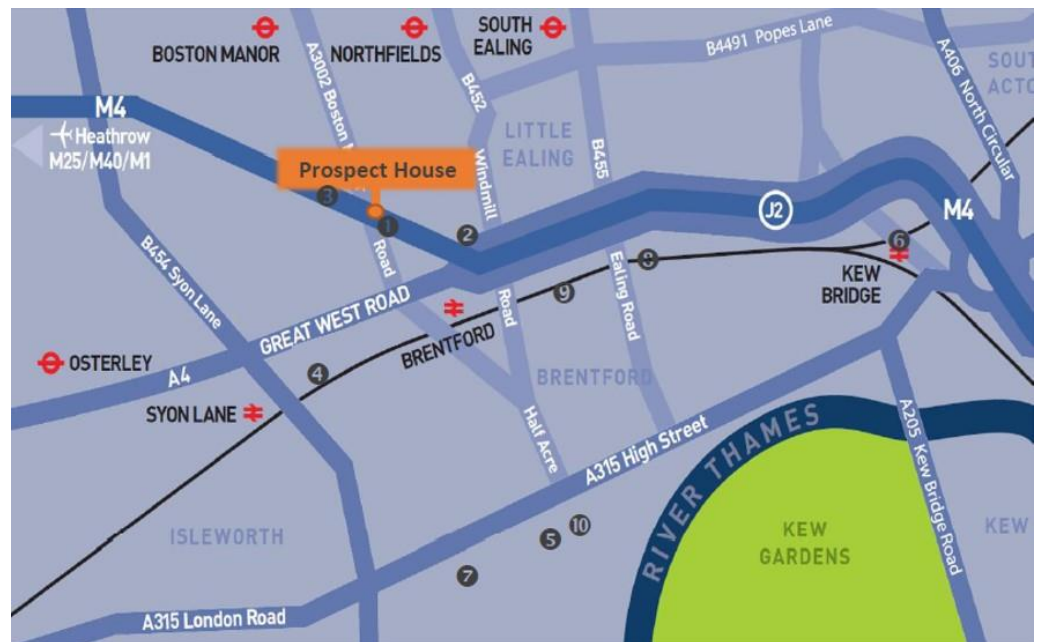 BOSTON MANOR
A3002 Boston
NORTHFIELDS
B452
SOUTH
EALING
B4491 Popes Lane
A406 North Circular
SOUT
ACTO
M4
Heathrow
M25/M40/M1
LITTLE
EALING
Windmill
B455
Prospect House
3
1
Road
2
J2
M4
6
KEW
BRIDGE
B454 Syon Lane
GREAT WEST ROAD
Road
8
Ealing Road
9
BRENTFORD
OSTERLEY
A4
4
SYON LANE
BRENTFORD
Half Acre
A315 High Street
RIVER THAMES
A205 Kew Bridge Road
ISLEWORTH
5
10
KEW
GARDENS
KEW
7
A315 London Road